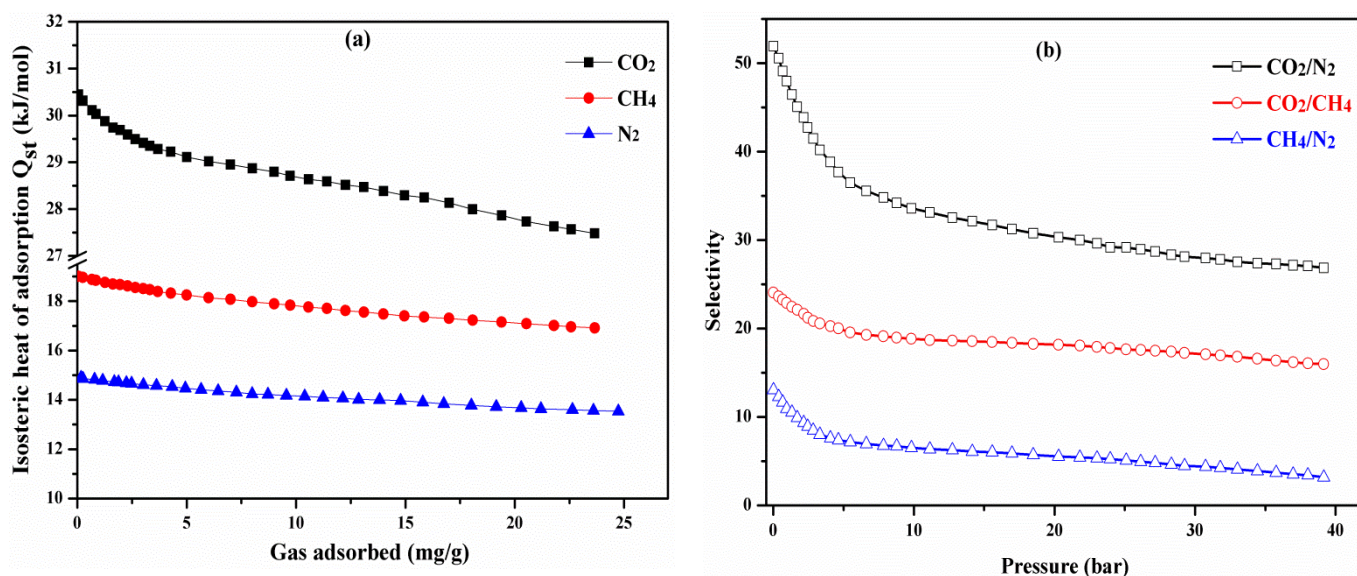 (a)
CO2
CH4
N2
Isosteric heat of adsorption Qst (kJ/mol)
32
31
30
29
28
27
18
16
14
12
10
0
5
10
15
20
25
Gas adsorbed (mg/g)
(b)
CO2/N2
CO2/CH4
CH4/N2
Selectivity
50
40
30
20
10
0
0
10
20
30
40
Pressure (bar)